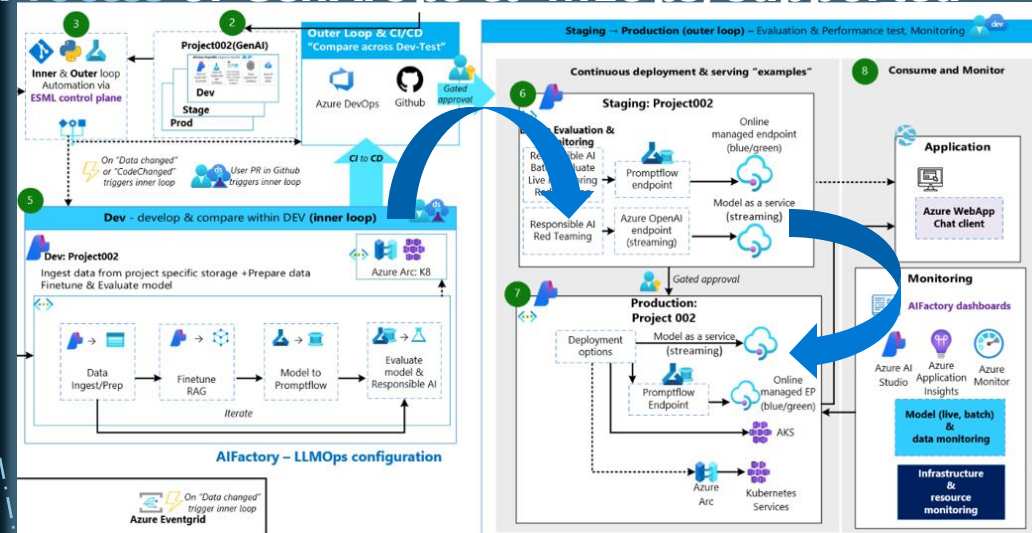 3
Inner & Outer loop
Automation via
ESML control plane
2
Project002(GenAI)
Dev
Stage
Prod
Outer Loop & CI/CD
"Compare across Dev-Test"
Azure DevOps
Github
Gated
approval
CI to CD
On "Data changed"
or "CodeChanged"
triggers inner loop
User PR in Github
triggers inner loop
ds
5
Dev - develop & compare within DEV (inner loop)
ds
Dev: Project002
Ingest data from project specific storage +Prepare data
Finetune & Evaluate model
Azure Arc: K8
Data
Ingest/Prep
Finetune
RAG
Model to
Promptflow
Evaluate
model &
Responsible AI
Iterate
AIFactory – LLMOps configuration
On "Data changed"
trigger inner loop
Azure Eventgrid
Staging → Production (outer loop) – Evaluation & Performance test, Monitoring
dev
Continuous deployment & serving "examples"
6
Staging: Project002
Evaluation &
Responsible AI
Promptflow
endpoint
Online
managed endpoint
(blue/green)
Responsible AI
Red Teaming
Azure OpenAI
endpoint
(streaming)
Model as a service
(streaming)
Gated approval
7
Production:
Project 002
Deployment
options
Model as a service
(streaming)
Promptflow
Endpoint
Online
managed EP
(blue/green)
AKS
Azure
Arc
Kubernetes
Services
8
Consume and Monitor
Application
Azure WebApp
Chat client
Monitoring
AIFactory dashboards
Azure AI
Studio
Azure
Application
Insights
Azure
Monitor
Model (live, batch)
&
data monitoring
Infrastructure
&
resource
monitoring